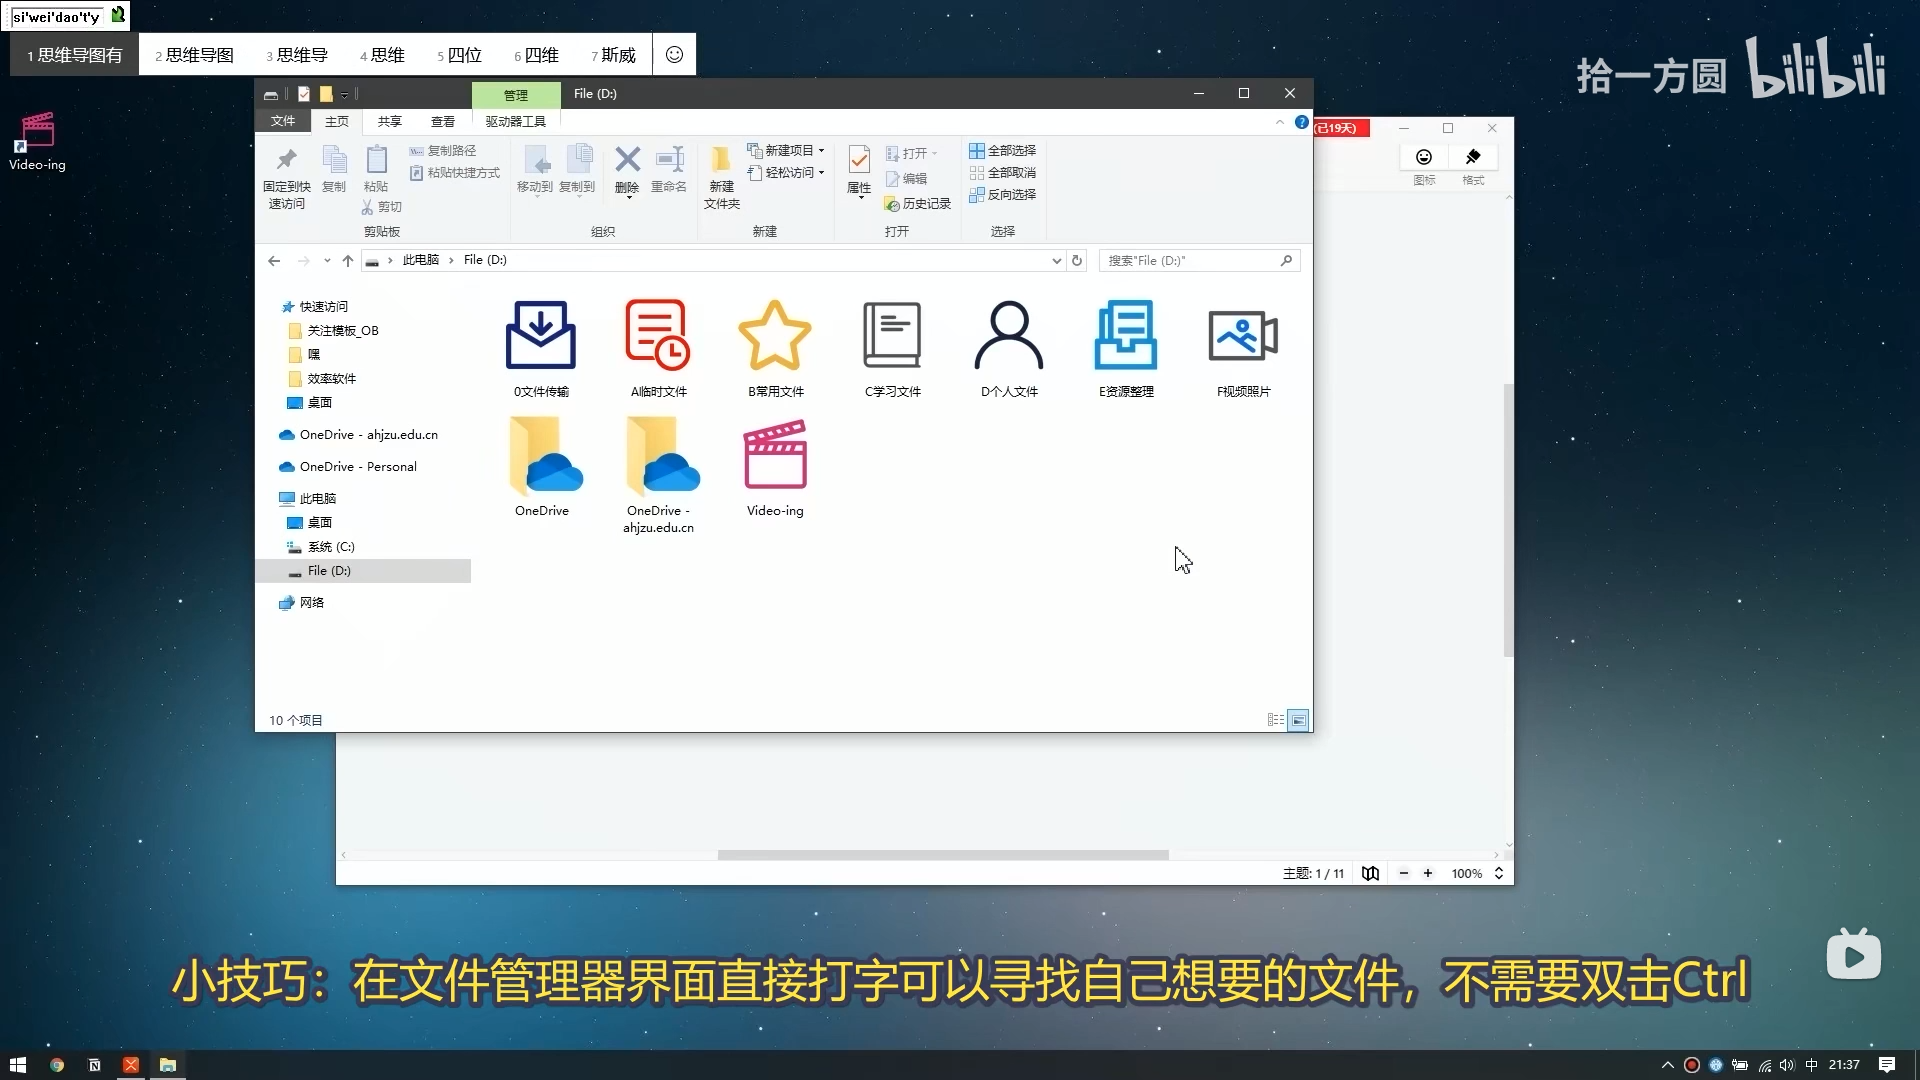 si'wei'dao't'y
1 思维导图有 2 思维导图 3 思维导 4 思维 5 四位 6 四维 7 斯威
拾一方圆 bilibili
Video-ing
管理 File (D:)
文件 主页 共享 查看 驱动器工具
(已19天)
固定到快速访问
复制
粘贴
复制路径
粘贴快捷方式
剪切
剪贴板
移动到
复制到
删除
重命名
组织
新建文件夹
新建项目
轻松访问
新建
属性
打开
编辑
历史记录
打开
全部选择
全部取消
反向选择
选择
图标 格式
此电脑 File (D:)
搜索"File (D:)"
快速访问
关注模板_OB
嘿
效率软件
桌面
OneDrive - ahjzu.edu.cn
OneDrive - Personal
此电脑
桌面
系统 (C:)
File (D:)
网络
0文件传输 A临时文件 B常用文件 C学习文件 D个人文件 E资源整理 F视频照片
OneDrive
OneDrive -
ahjzu.edu.cn
Video-ing
10 个项目
主题: 1 / 11
100%
小技巧：在文件管理器界面直接打字可以寻找自己想要的文件，不需要双击Ctrl
中 21:37